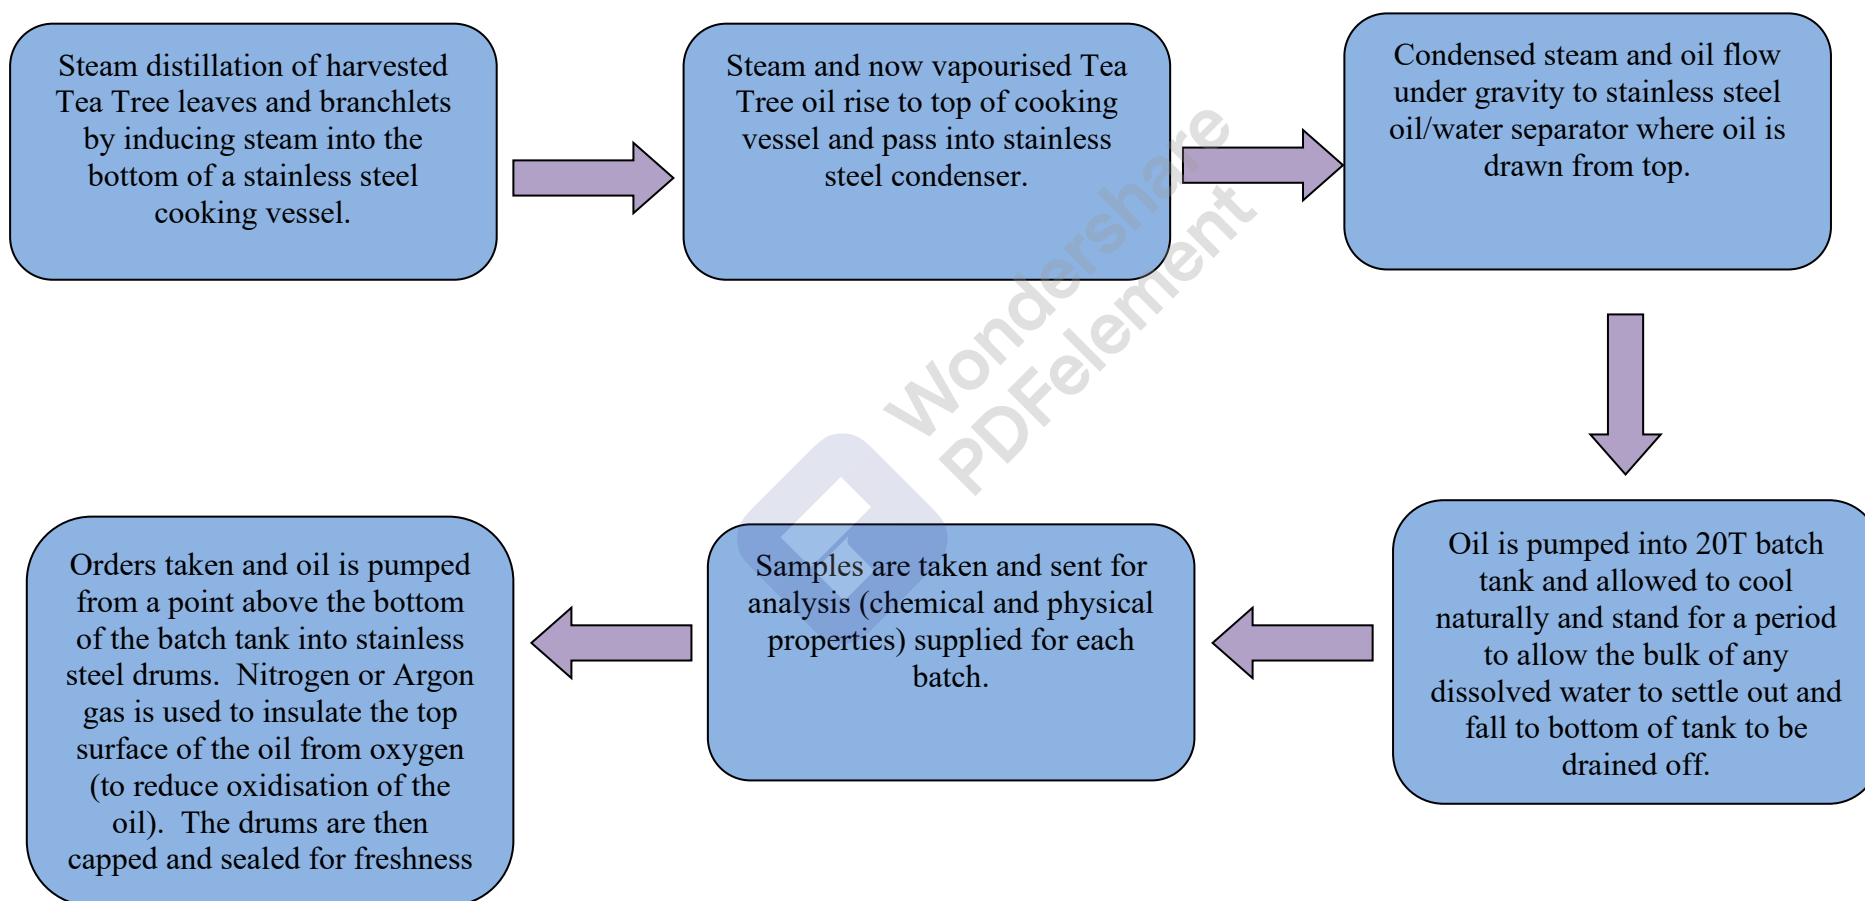 Steam distillation of harvested
Tea Tree leaves and branchlets
by inducing steam into the
bottom of a stainless steel
cooking vessel.
Steam and now vapourised Tea
Tree oil rise to top of cooking
vessel and pass into stainless
steel condenser.
Condensed steam and oil flow
under gravity to stainless steel
oil/water separator where oil is
drawn from top.
Oil is pumped into 20T batch
tank and allowed to cool
naturally and stand for a period
to allow the bulk of any
dissolved water to settle out and
fall to bottom of tank to be
drained off.
Samples are taken and sent for
analysis (chemical and physical
properties) supplied for each
batch.
Orders taken and oil is pumped
from a point above the bottom
of the batch tank into stainless
steel drums.  Nitrogen or Argon
gas is used to insulate the top
surface of the oil from oxygen
(to reduce oxidisation of the
oil).  The drums are then
capped and sealed for freshness
Wondershare
PDFelement